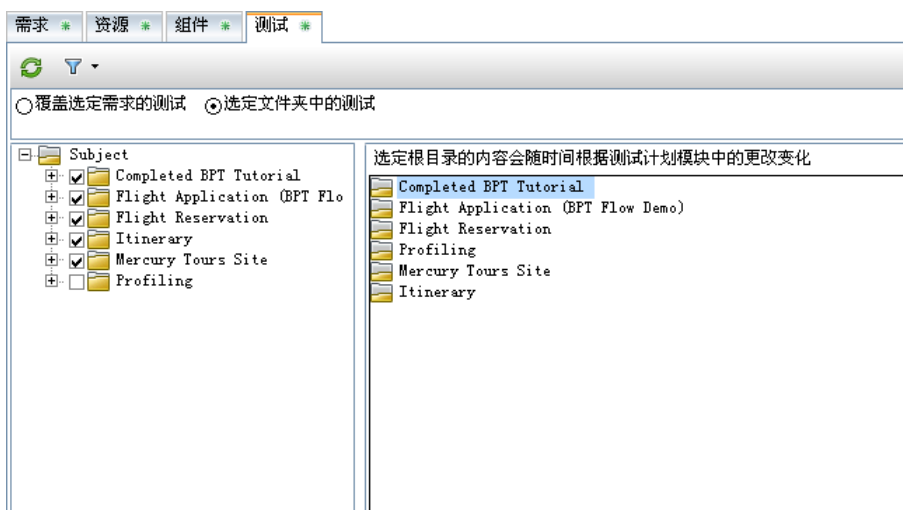 需求 * 资源 * 组件 * 测试 *
覆盖选定需求的测试 选定文件夹中的测试
Subject
Completed BPT Tutorial
Flight Application (BPT Flo
Flight Reservation
Itinerary
Mercury Tours Site
Profiling
选定根目录的内容会随时间根据测试计划模块中的更改变化
Completed BPT Tutorial
Flight Application (BPT Flow Demo)
Flight Reservation
Profiling
Mercury Tours Site
Itinerary